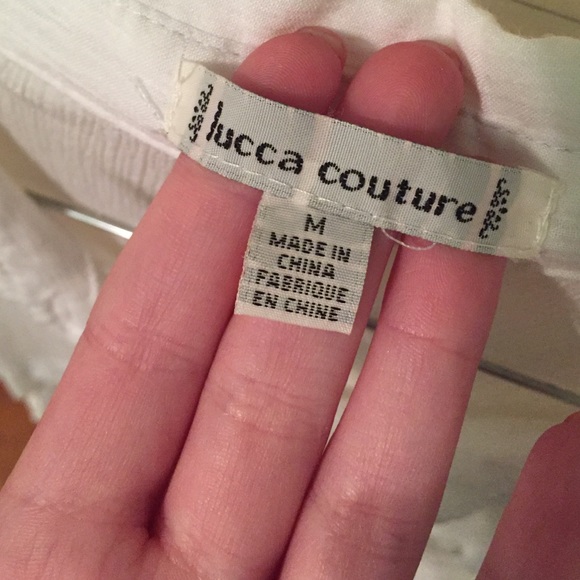 lucca couture
M
MADE IN
CHINA
FABRIQUE
EN CHINE